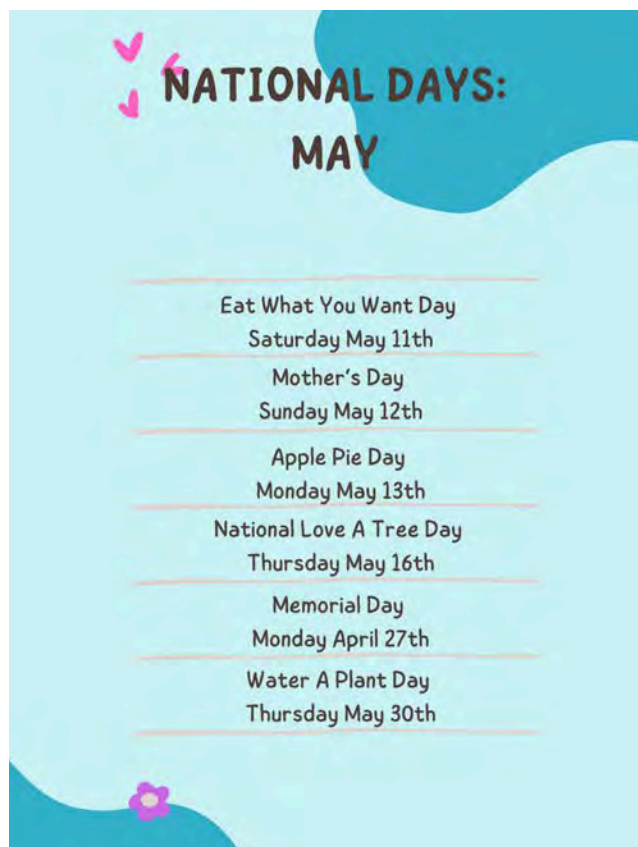 NATIONAL DAYS:
MAY
Eat What You Want Day
Saturday May 11th
Mother's Day
Sunday May 12th
Apple Pie Day
Monday May 13th
National Love A Tree Day
Thursday May 16th
Memorial Day
Monday April 27th
Water A Plant Day
Thursday May 30th